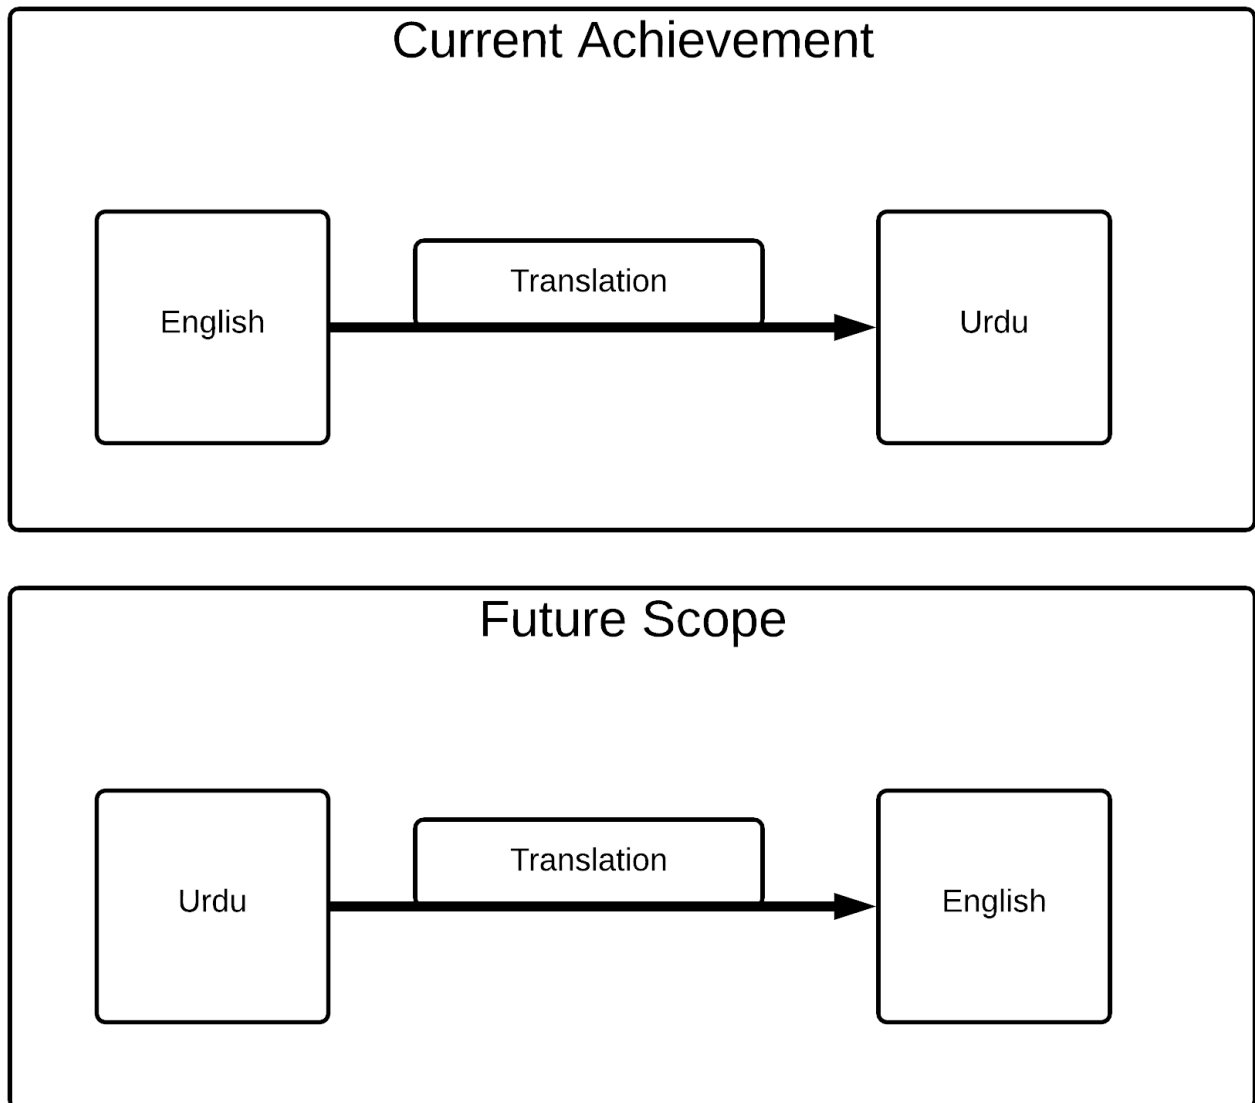 Current Achievement
English
Translation
Urdu
Future Scope
Urdu
Translation
English